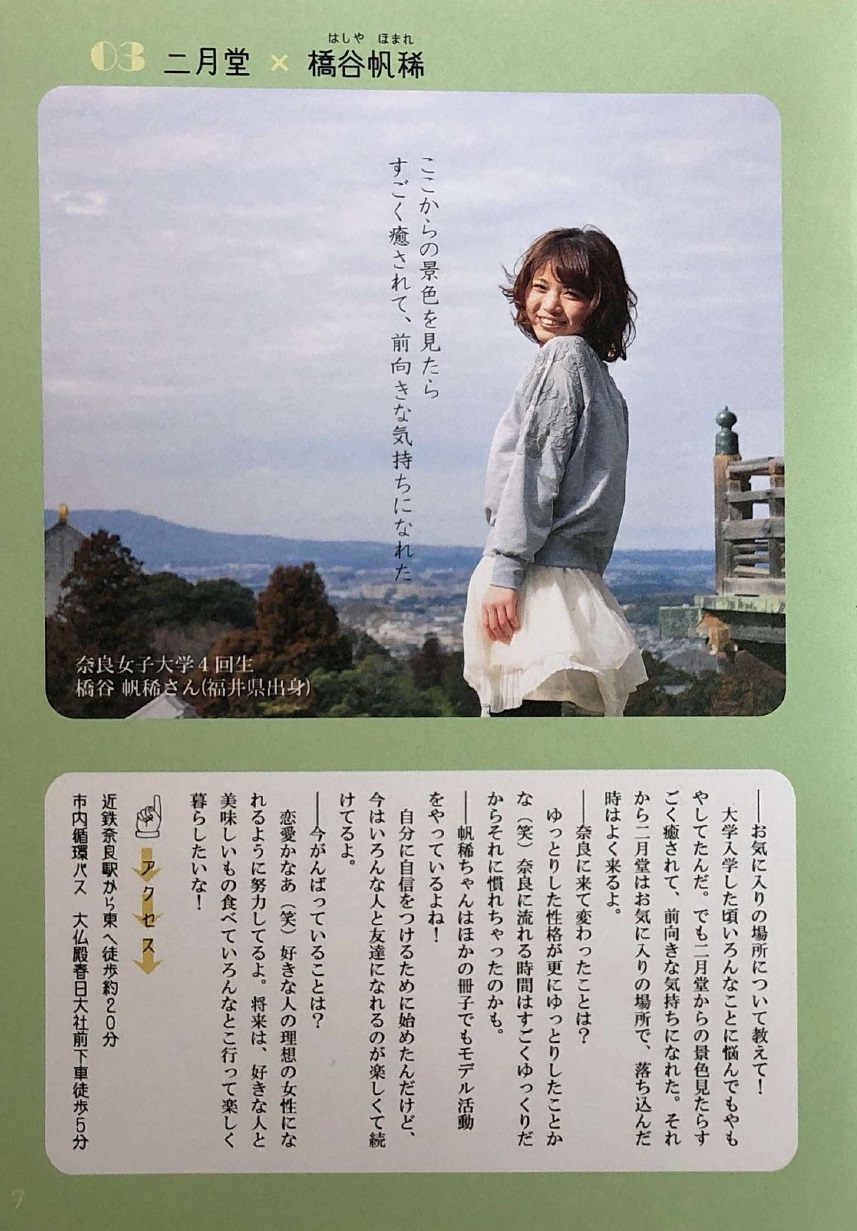 03 二月堂 × 橋谷帆稀
はしや ほまれ
ここからの景色を見たら
すごく癒されて、前向きな気持ちになれた
奈良女子大学4回生
橋谷 帆稀さん(福井県出身)
――お気に入りの場所について教えて!
大学入学した頃いろんなことに悩んでもやも
やしてたんだ。でも二月堂からの景色見たらす
ごく癒されて、前向きな気持ちになれた。それ
から二月堂はお気に入りの場所で、落ち込んだ
時はよく来るよ。
――奈良に来て変わったことは?
ゆっとりした性格が更にゆっとりしたことか
な(笑)奈良に流れる時間はすごくゆっくりだ
からそれに慣れちゃったのかも。
――帆稀ちゃんはほかの冊子でもモデル活動
をやっているよね!
自分に自信をつけるために始めたんだけど、
今はいろんな人と友達になれるのが楽しくて続
けてるよ。
――今がんばっていることは?
恋愛かなあ(笑)好きな人の理想の女性にな
れるように努力してるよ。将来は、好きな人と
美味しいもの食べていろんなとこ行って楽しく
暮らしたいな!
アクセス
近鉄奈良駅から東へ徒歩約20分
市内循環バス 大仏殿春日大社前下車徒歩5分
7